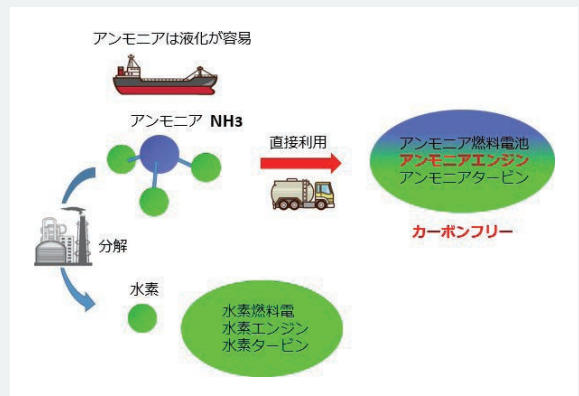 アンモニアは液化が容易
アンモニア NH3
直接利用
アンモニア燃料電池
アンモニアエンジン
アンモニアタービン
カーボンフリー
分解
水素
水素燃料電
水素エンジン
水素タービン